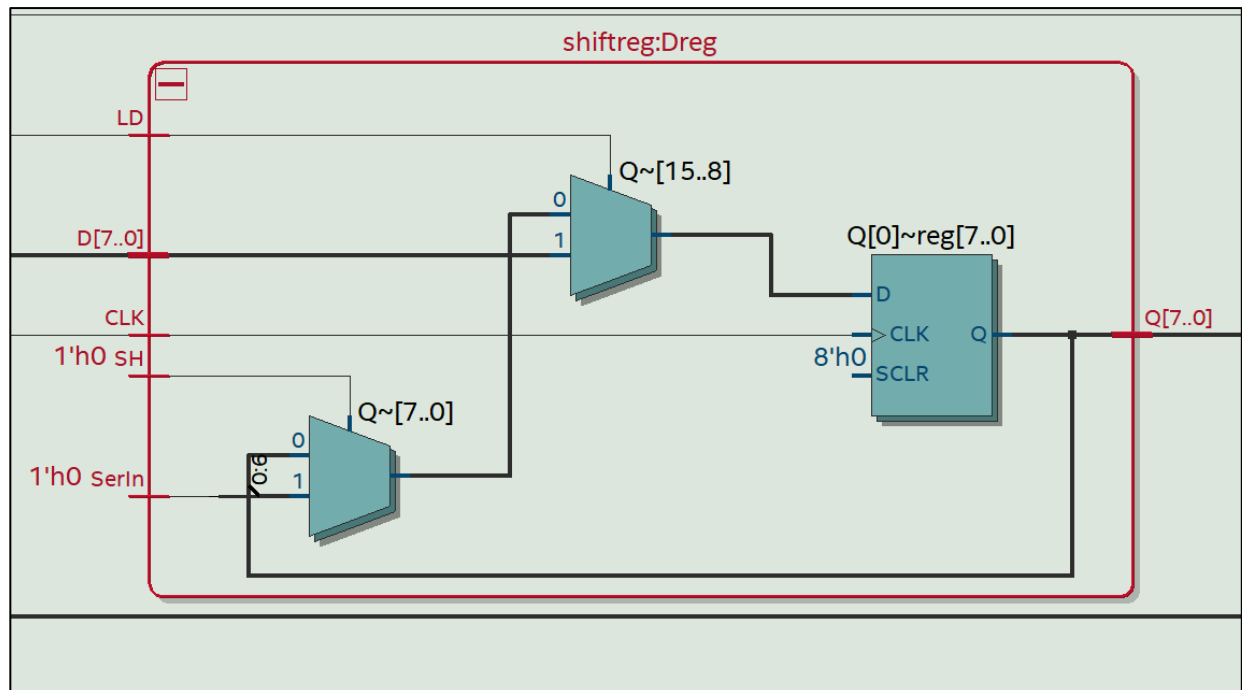 shiftreg:Dreg
LD
Q~[15..8]
0
D[7..0]
1
Q[0]~reg[7..0]
D
CLK
CLK
Q
Q[7..0]
1'h0 SH
8'h0
SCLR
Q~[7..0]
0
0:6
1'h0 SerIn
1